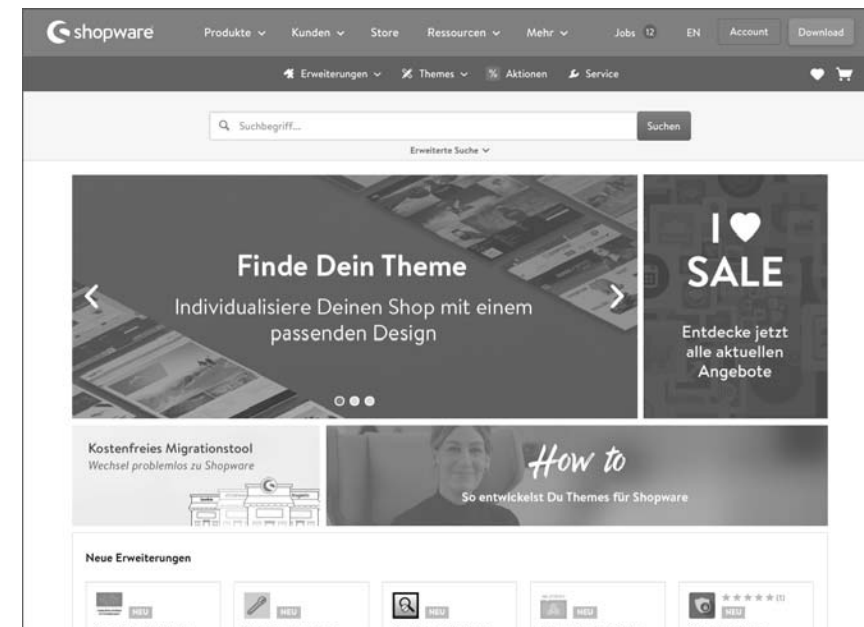 shopware
Produkte Kunden Store Ressourcen Mehr Jobs 12 EN Account Download
Erweiterungen Themes % Aktionen Service
Suchbegriff... Suchen
Erweiterte Suche
Finde Dein Theme
Individualisiere Deinen Shop mit einem
passenden Design
I
SALE
Entdecke jetzt
alle aktuellen
Angebote
Kostenfreies Migrationstool
Wechsel problemlos zu Shopware
How to
So entwickelst Du Themes für Shopware
Neue Erweiterungen
NEU NEU NEU NEU (1) NEU